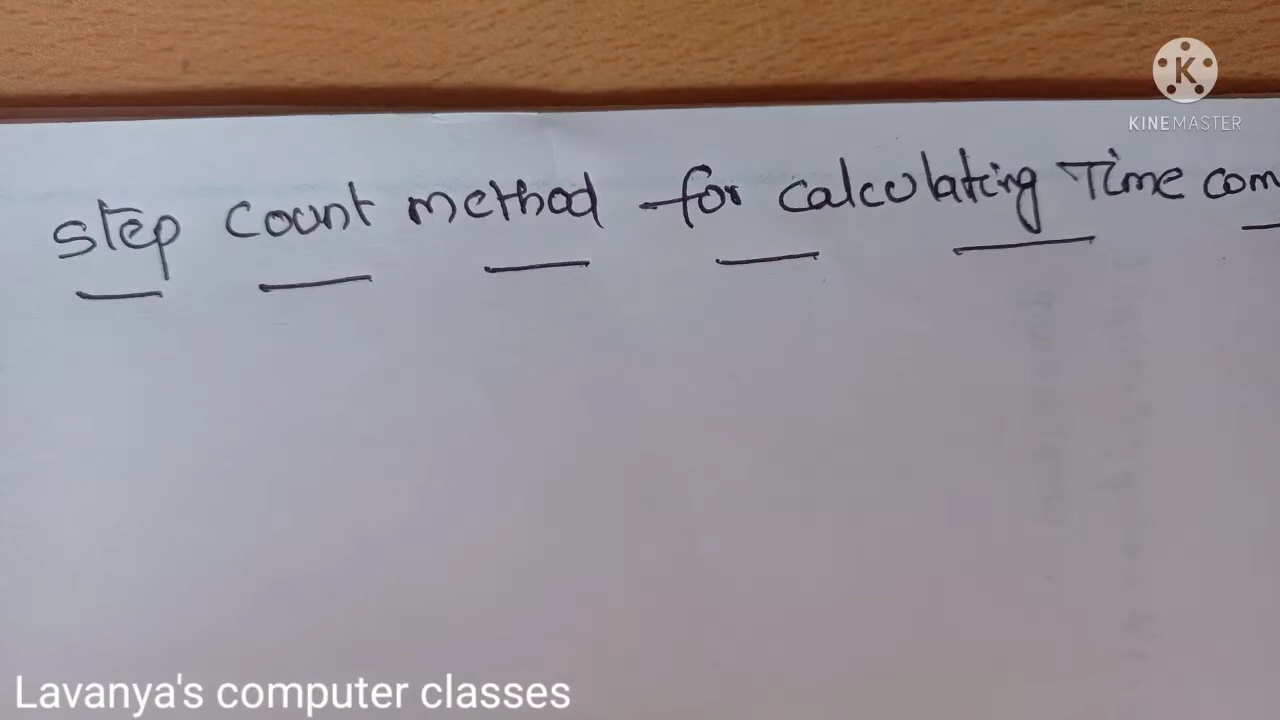 KINEMASTER
step count method for calculating Time com
Lavanya's computer classes